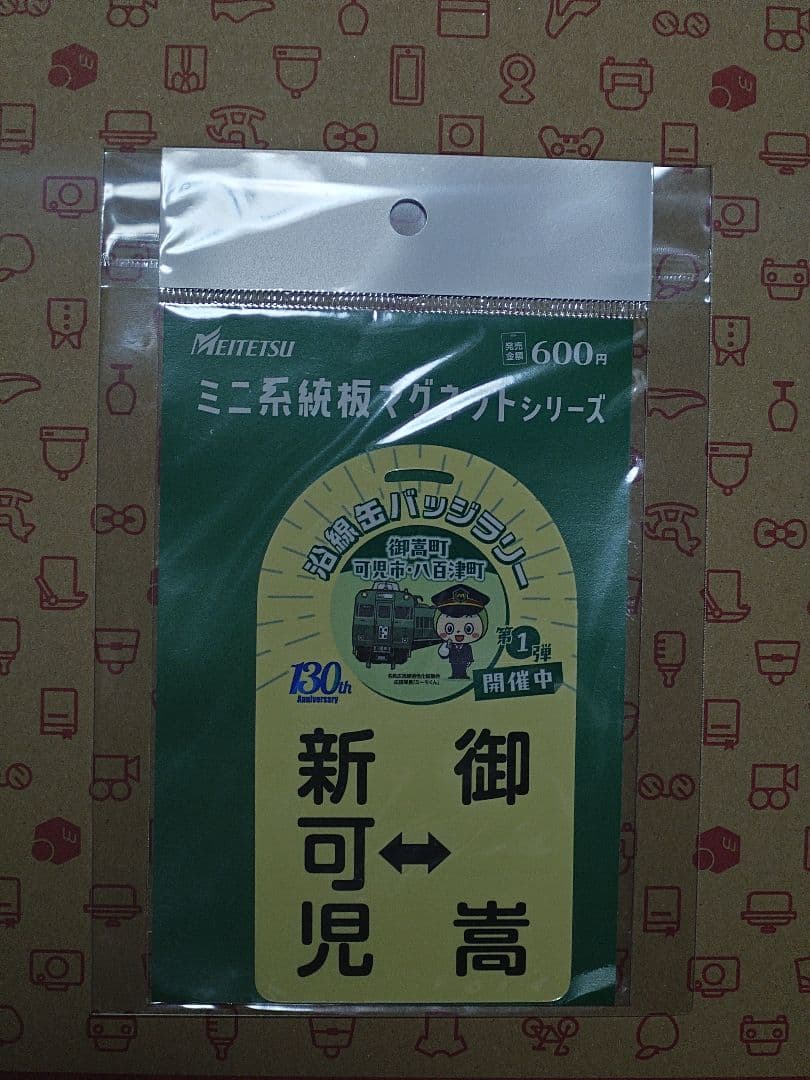 MEITETSU
発売金額 600円
ミニ系統板マグネットシリーズ
沿線缶バッジラリー
御嵩町
可児市・八百津町
第1弾
開催中
130th
Anniversary
新可児↔御嵩